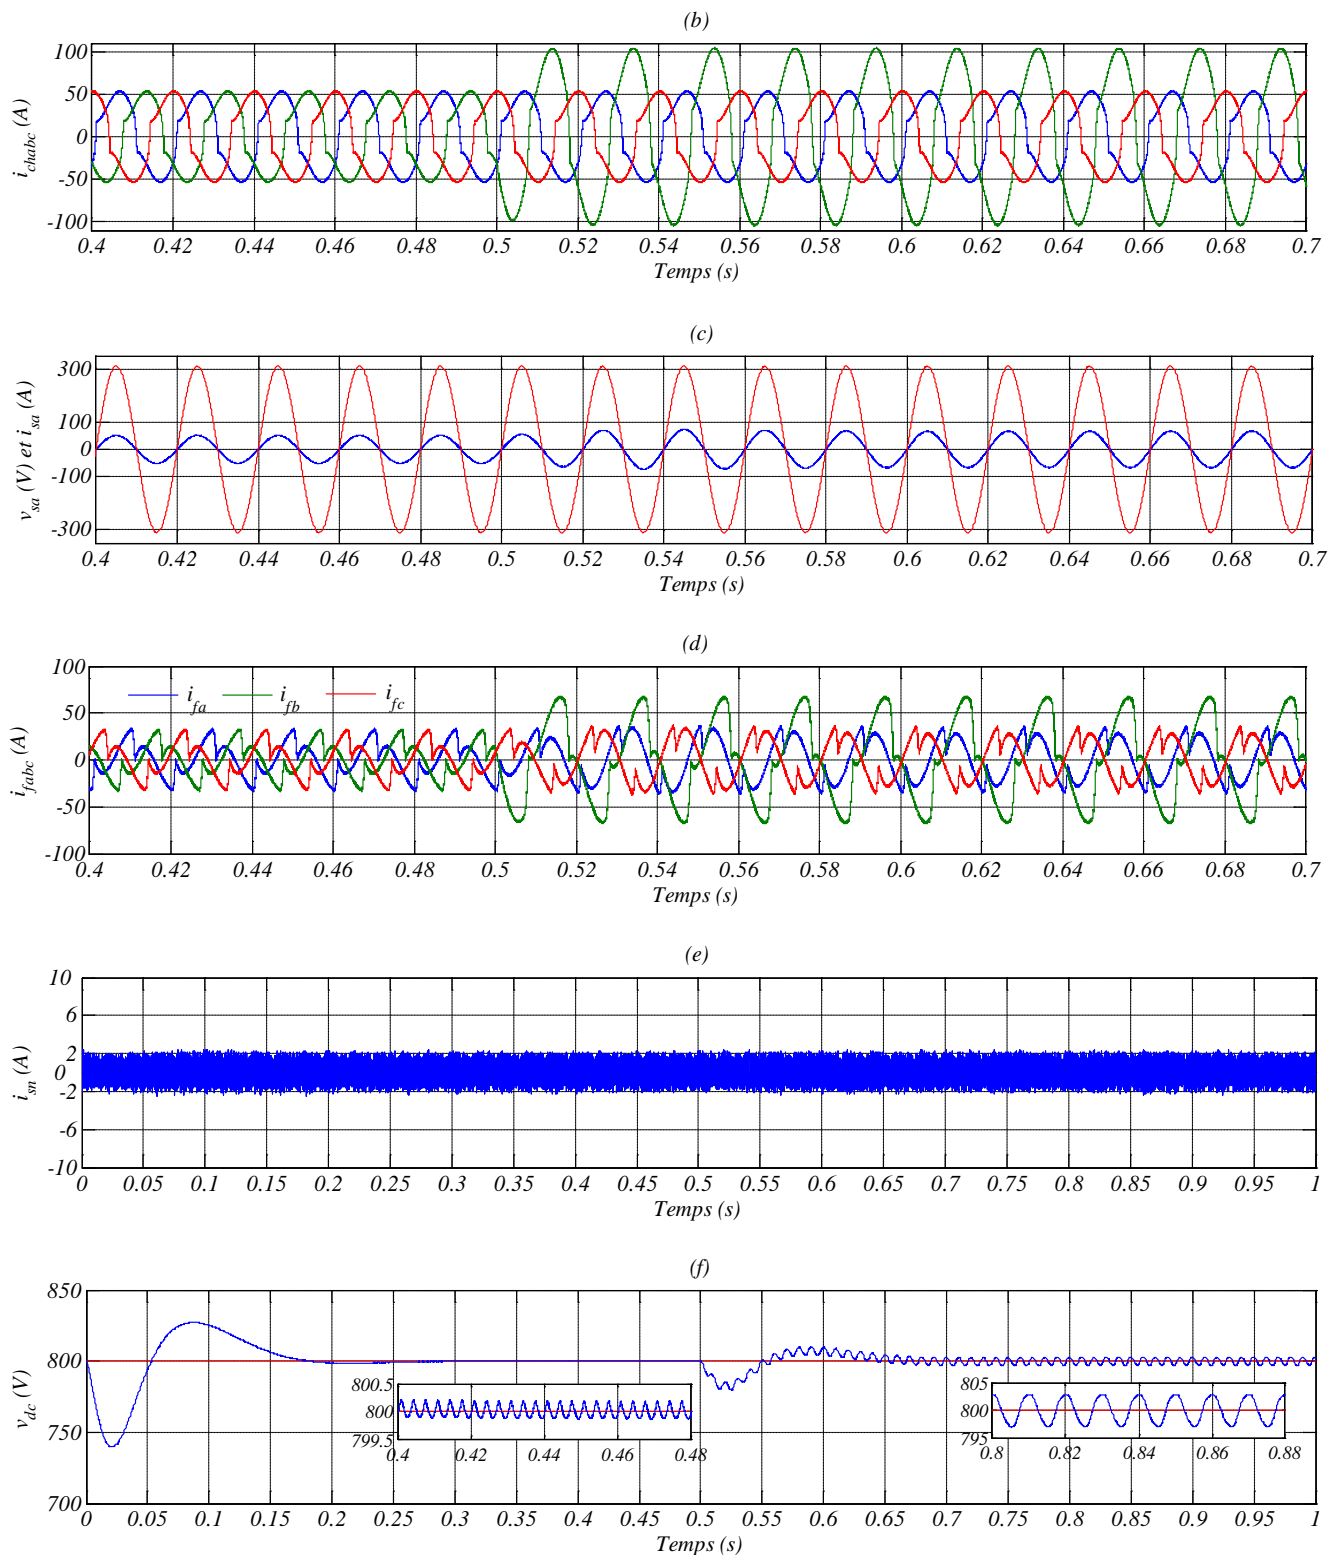 (b)
i_chabc (A)
100
50
0
-50
-100
0.4 0.42 0.44 0.46 0.48 0.5 0.52 0.54 0.56 0.58 0.6 0.62 0.64 0.66 0.68 0.7
Temps (s)
(c)
v_sa (V) et i_sa (A)
300
100
0
-100
-300
0.4 0.42 0.44 0.46 0.48 0.5 0.52 0.54 0.56 0.58 0.6 0.62 0.64 0.66 0.68 0.7
Temps (s)
(d)
i_fabc (A)
100
50
0
-50
-100
i_fa i_fb i_fc
0.4 0.42 0.44 0.46 0.48 0.5 0.52 0.54 0.56 0.58 0.6 0.62 0.64 0.66 0.68 0.7
Temps (s)
(e)
i_sn (A)
10
6
2
0
-2
-6
-10
0 0.05 0.1 0.15 0.2 0.25 0.3 0.35 0.4 0.45 0.5 0.55 0.6 0.65 0.7 0.75 0.8 0.85 0.9 0.95 1
Temps (s)
(f)
v_dc (V)
850
800
750
700
800.5
800
799.5
0.4 0.42 0.44 0.46 0.48
805
800
795
0.8 0.82 0.84 0.86 0.88
0 0.05 0.1 0.15 0.2 0.25 0.3 0.35 0.4 0.45 0.5 0.55 0.6 0.65 0.7 0.75 0.8 0.85 0.9 0.95 1
Temps (s)